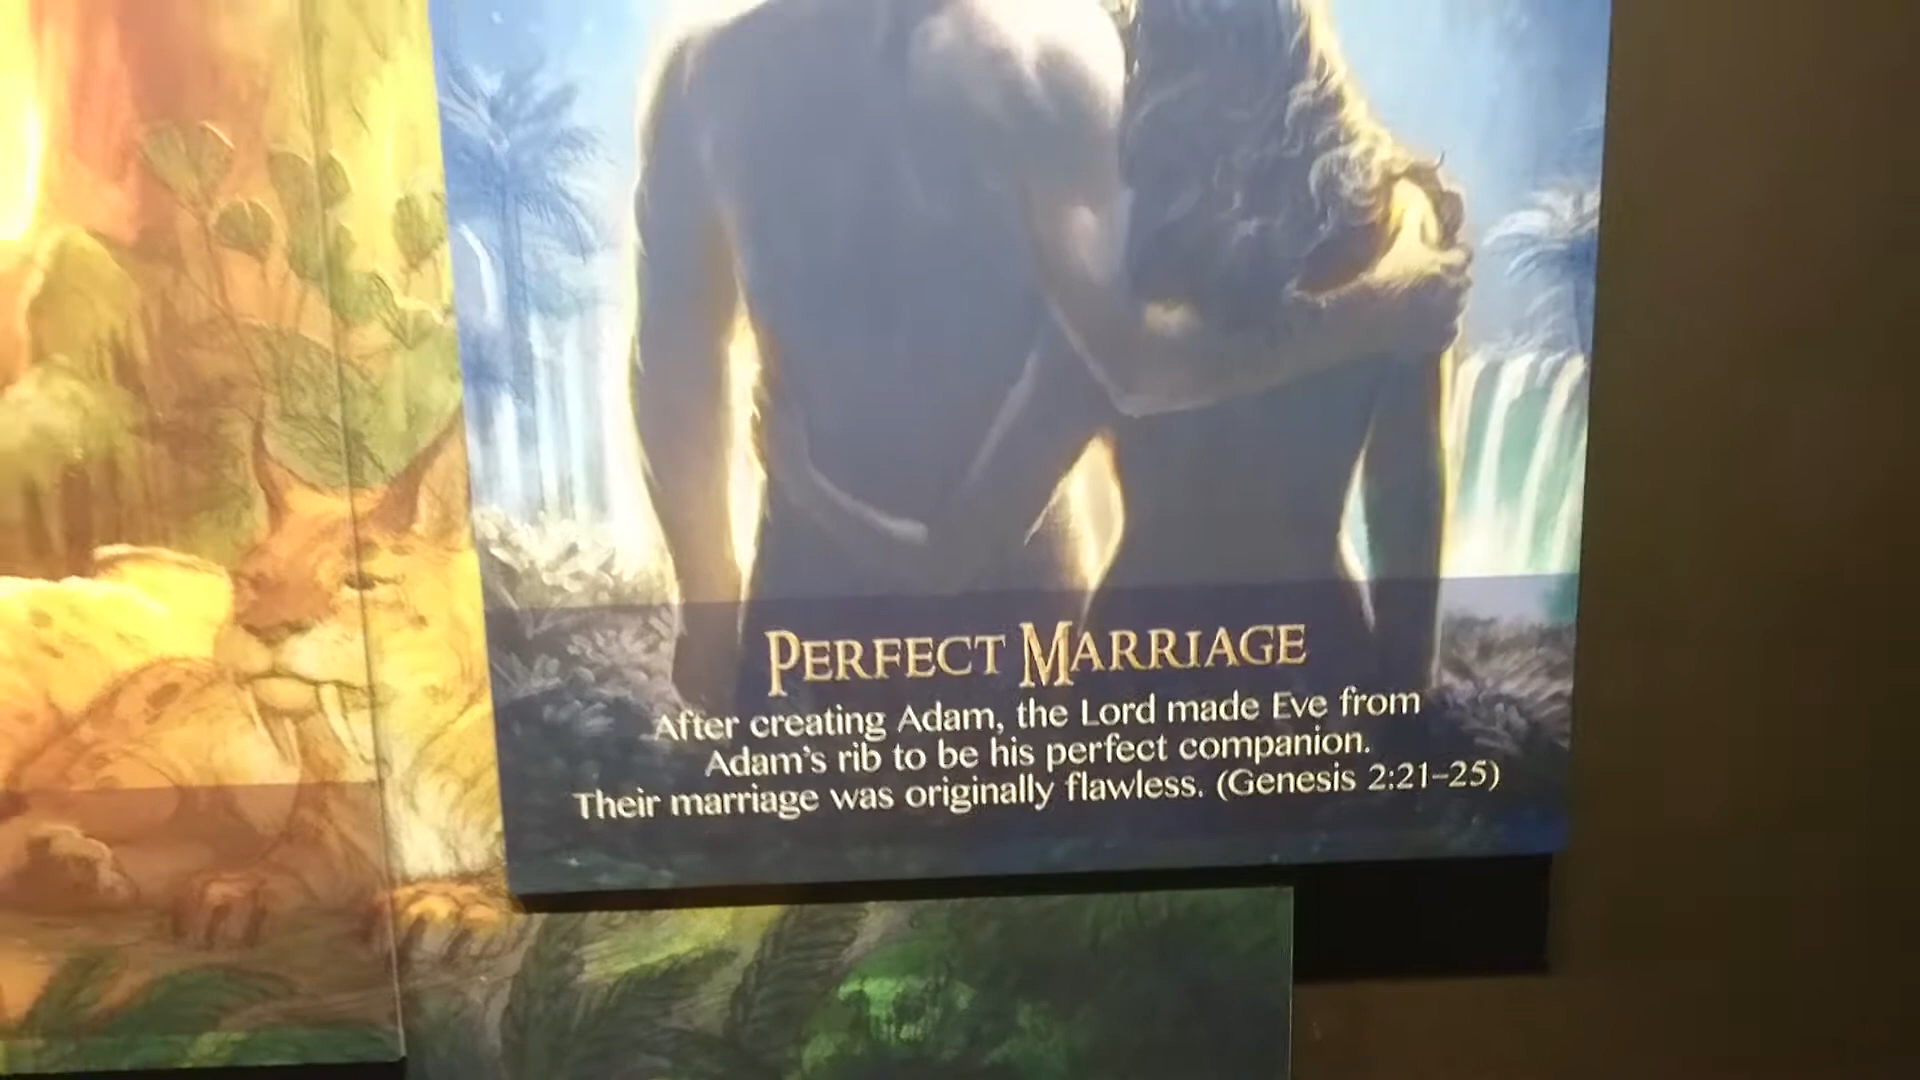 PERFECT MARRIAGE
After creating Adam, the Lord made Eve from
Adam's rib to be his perfect companion.
Their marriage was originally flawless. (Genesis 2:21–25)